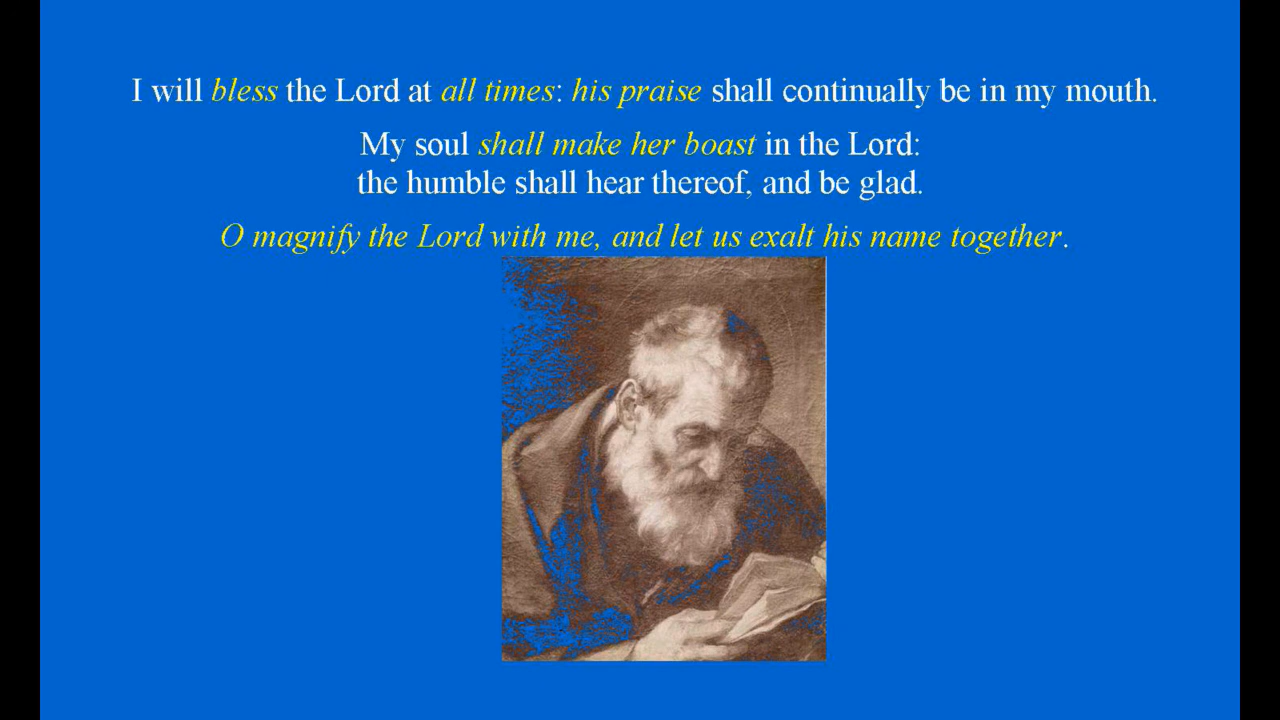 I will bless the Lord at all times: his praise shall continually be in my mouth.
My soul shall make her boast in the Lord:
the humble shall hear thereof, and be glad.
O magnify the Lord with me, and let us exalt his name together.